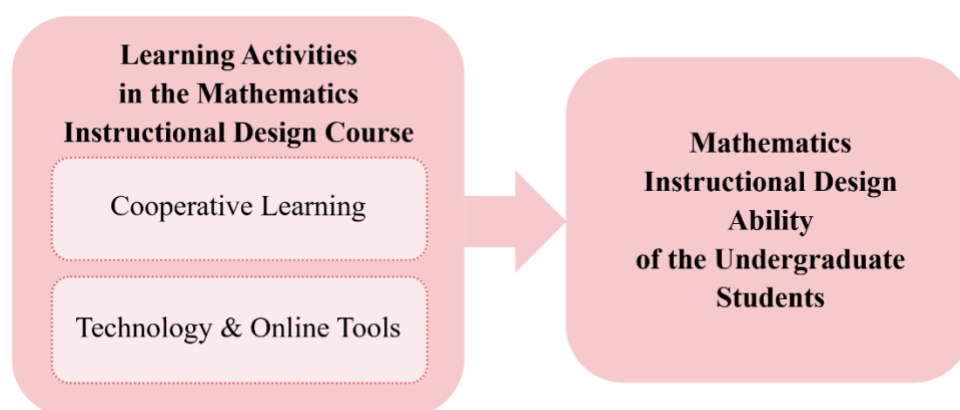 Learning Activities
in the Mathematics
Instructional Design Course
Cooperative Learning
Technology & Online Tools
Mathematics
Instructional Design
Ability
of the Undergraduate
Students